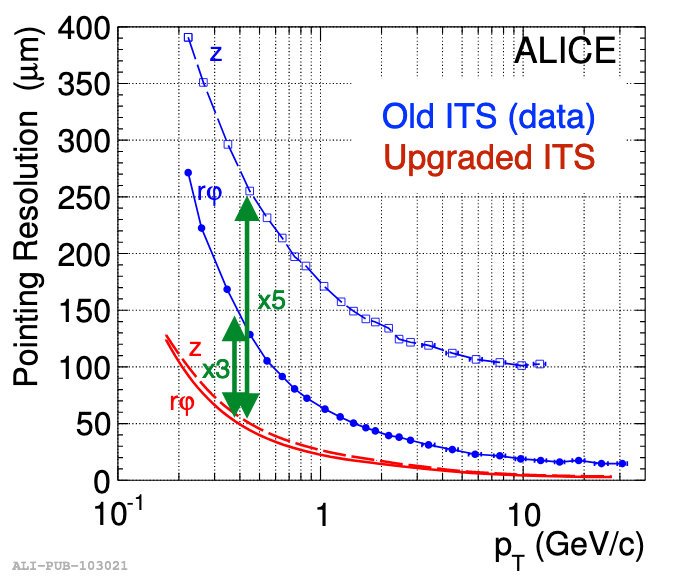 Pointing Resolution (μm)
400
350
300
250
200
150
100
50
0
ALICE
Old ITS (data)
Upgraded ITS
z
rφ
x5
z
x3
rφ
10⁻¹
1
10
p_T (GeV/c)
ALI-PUB-103021